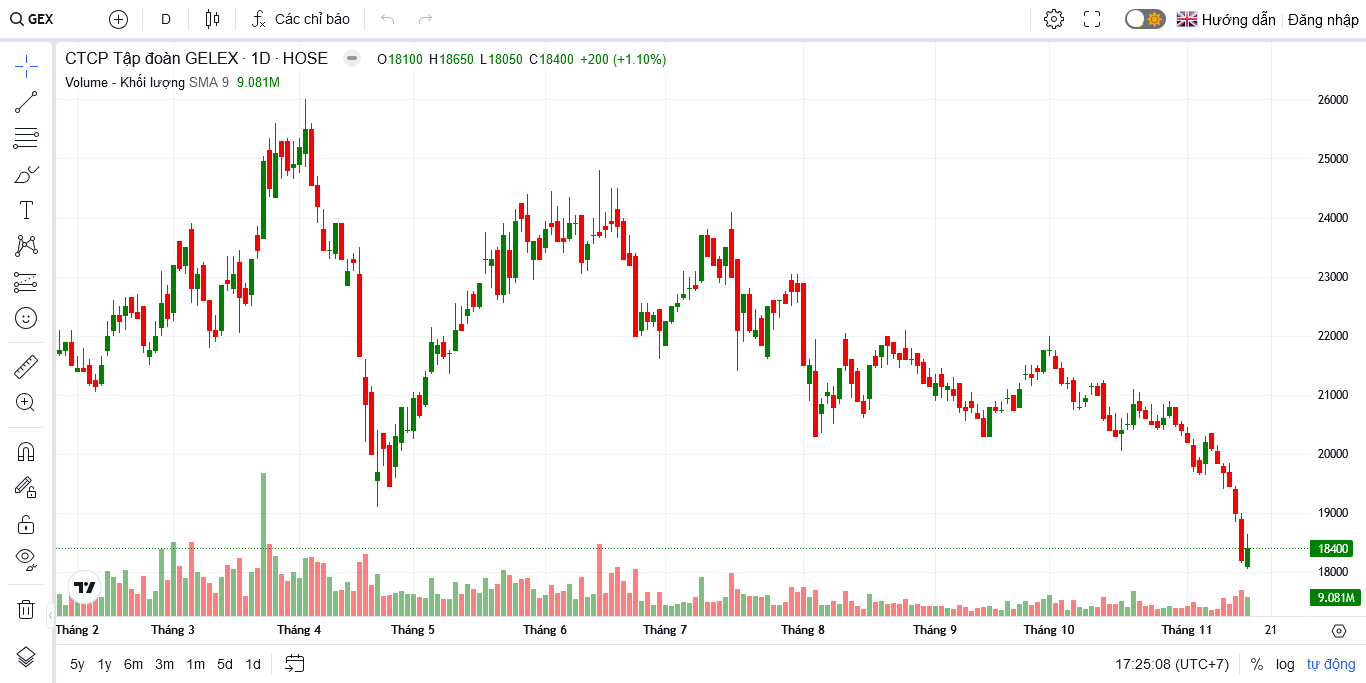 GEX D Các chỉ báo Hướng dẫn Đăng nhập
CTCP Tập đoàn GELEX · 1D · HOSE O18100 H18650 L18050 C18400 +200 (+1.10%)
Volume - Khối lượng SMA 9 9.081M
26000
25000
24000
23000
22000
21000
20000
19000
18400
18000
9.081M
Tháng 2 Tháng 3 Tháng 4 Tháng 5 Tháng 6 Tháng 7 Tháng 8 Tháng 9 Tháng 10 Tháng 11 21
5y 1y 6m 3m 1m 5d 1d 17:25:08 (UTC+7) % log tự động